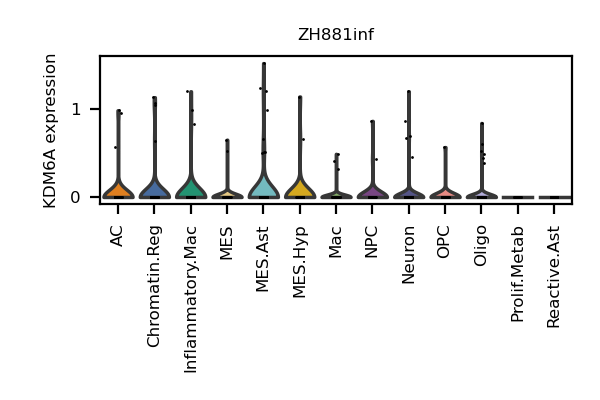 ZH881inf
KDM6A expression
1
0
AC
Chromatin.Reg
Inflammatory.Mac
MES
MES.Ast
MES.Hyp
Mac
NPC
Neuron
OPC
Oligo
Prolif.Metab
Reactive.Ast